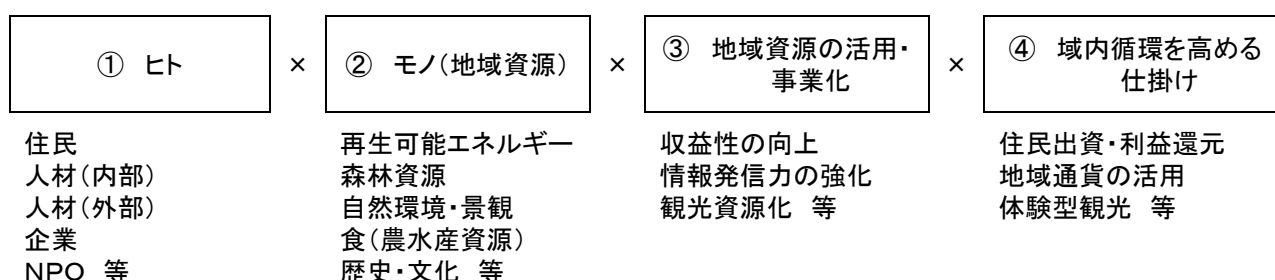 ① ヒト
×
② モノ(地域資源)
×
③ 地域資源の活用・
事業化
×
④ 域内循環を高める
仕掛け
住民
人材(内部)
人材(外部)
企業
NPO 等
再生可能エネルギー
森林資源
自然環境・景観
食(農水産資源)
歴史・文化 等
収益性の向上
情報発信力の強化
観光資源化 等
住民出資・利益還元
地域通貨の活用
体験型観光 等